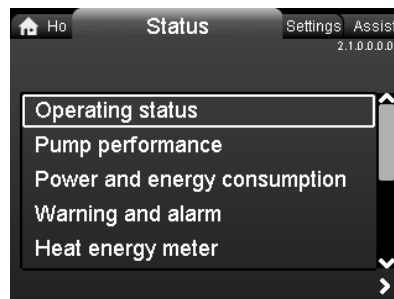 Ho Status Settings Assist
2.1.0.0.0.0
Operating status
Pump performance
Power and energy consumption
Warning and alarm
Heat energy meter